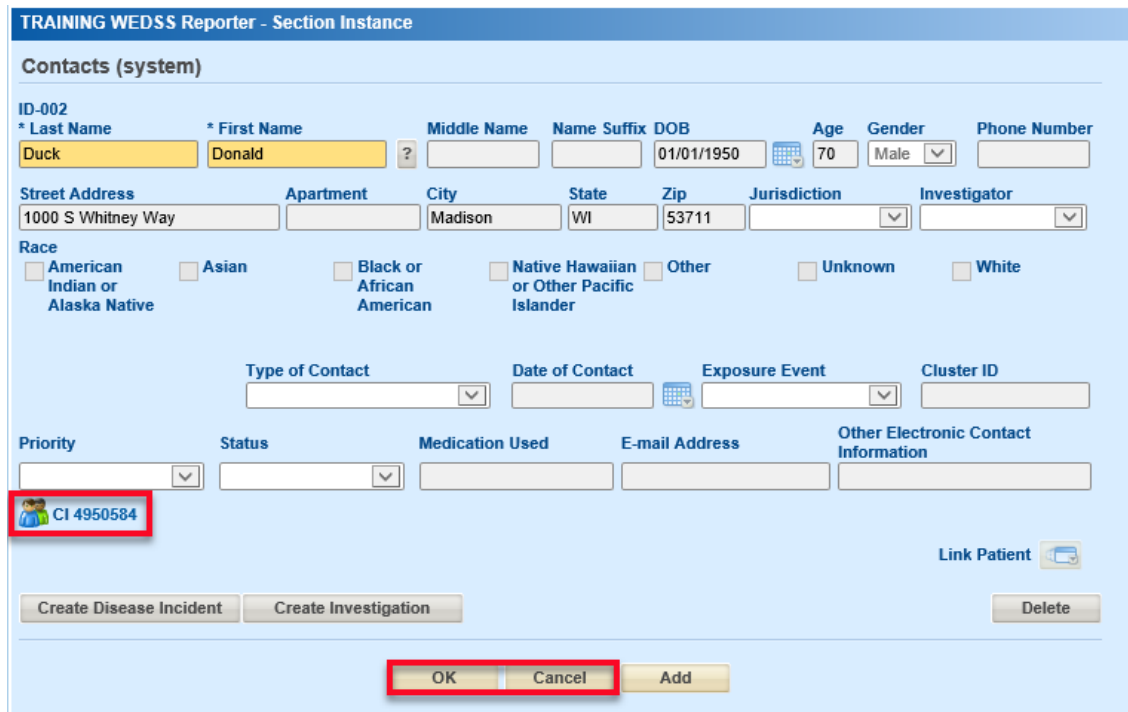 TRAINING WEDSS Reporter - Section Instance
Contacts (system)
ID-002
* Last Name * First Name Middle Name Name Suffix DOB Age Gender Phone Number
Duck Donald ? 01/01/1950 70 Male
Street Address Apartment City State Zip Jurisdiction Investigator
1000 S Whitney Way Madison WI 53711
Race
American Indian or Alaska Native Asian Black or African American Native Hawaiian or Other Pacific Islander Other Unknown White
Type of Contact Date of Contact Exposure Event Cluster ID
Priority Status Medication Used E-mail Address Other Electronic Contact Information
CI 4950584
Link Patient
Create Disease Incident Create Investigation Delete
OK Cancel Add